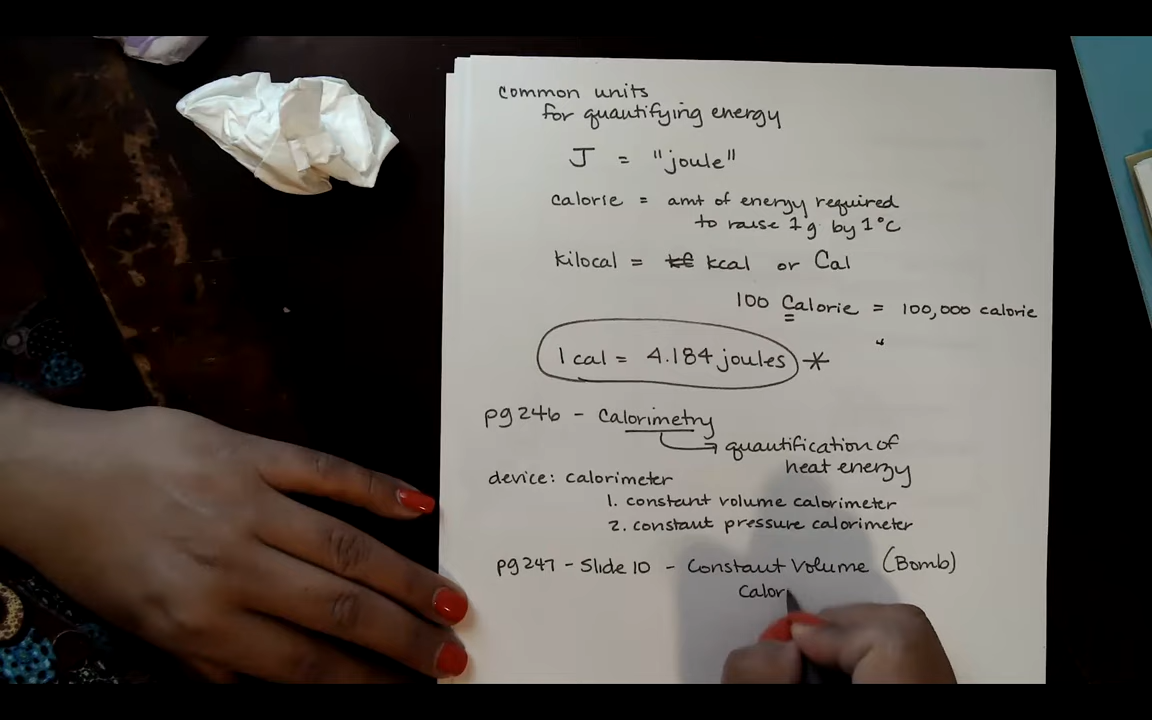 common units
for quantifying energy
J = "joule"
calorie = amt of energy required
to raise 1g by 1°C
kilocal = kcal or Cal
100 Calorie = 100,000 calorie
1 cal = 4.184 joules *
pg 246 - Calorimetry
quantification of
heat energy
device: calorimeter
1. constant volume calorimeter
2. constant pressure calorimeter
pg 247 - Slide 10 - Constant Volume (Bomb)
Calor